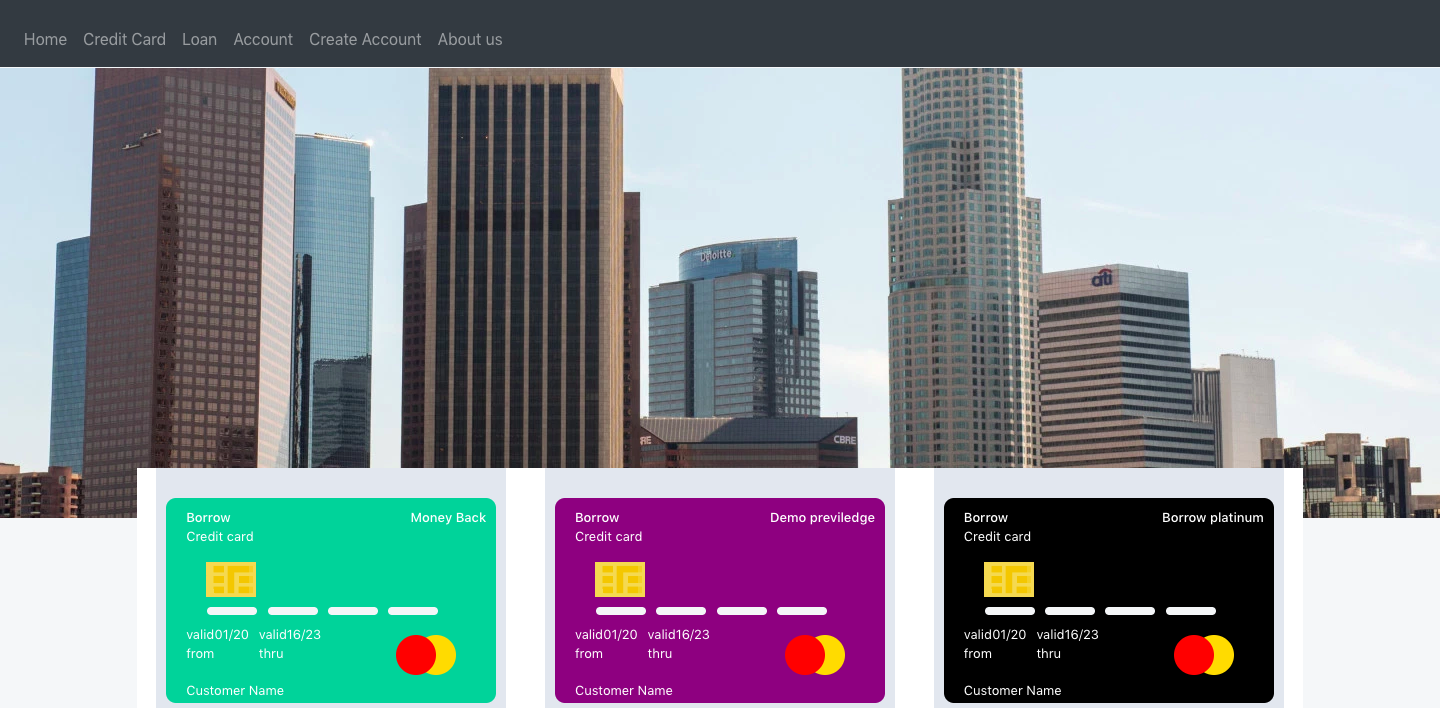 Home Credit Card Loan Account Create Account About us
Deloitte
citi
CBRE
Borrow Money Back
Credit card
valid01/20 valid16/23
from thru
Customer Name
Borrow Demo previledge
Credit card
valid01/20 valid16/23
from thru
Customer Name
Borrow Borrow platinum
Credit card
valid01/20 valid16/23
from thru
Customer Name